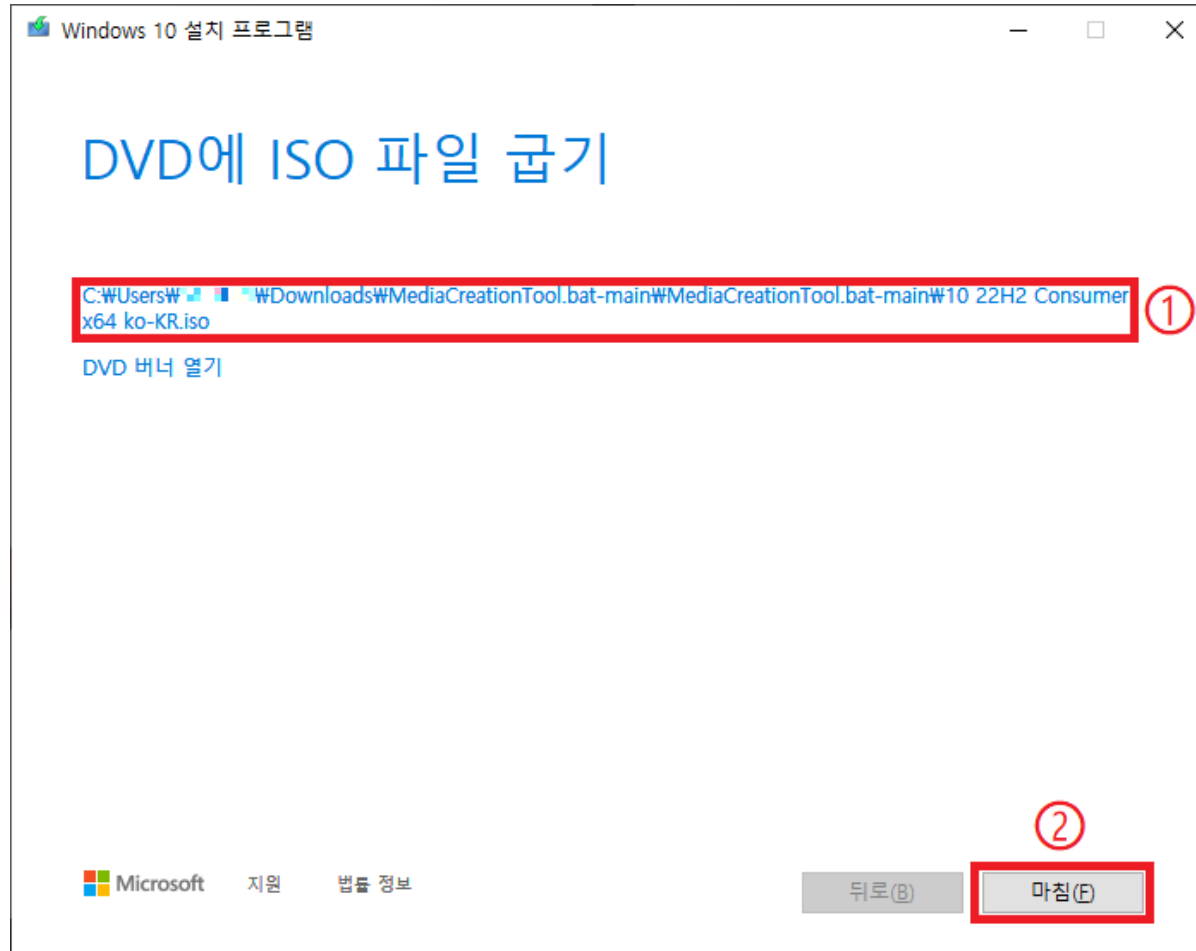 Windows 10 설치 프로그램
DVD에 ISO 파일 굽기
C:₩Users₩ ₩Downloads₩MediaCreationTool.bat-main₩MediaCreationTool.bat-main₩10 22H2 Consumer
x64 ko-KR.iso
①
DVD 버너 열기
②
Microsoft 지원 법률 정보 뒤로(B) 마침(F)